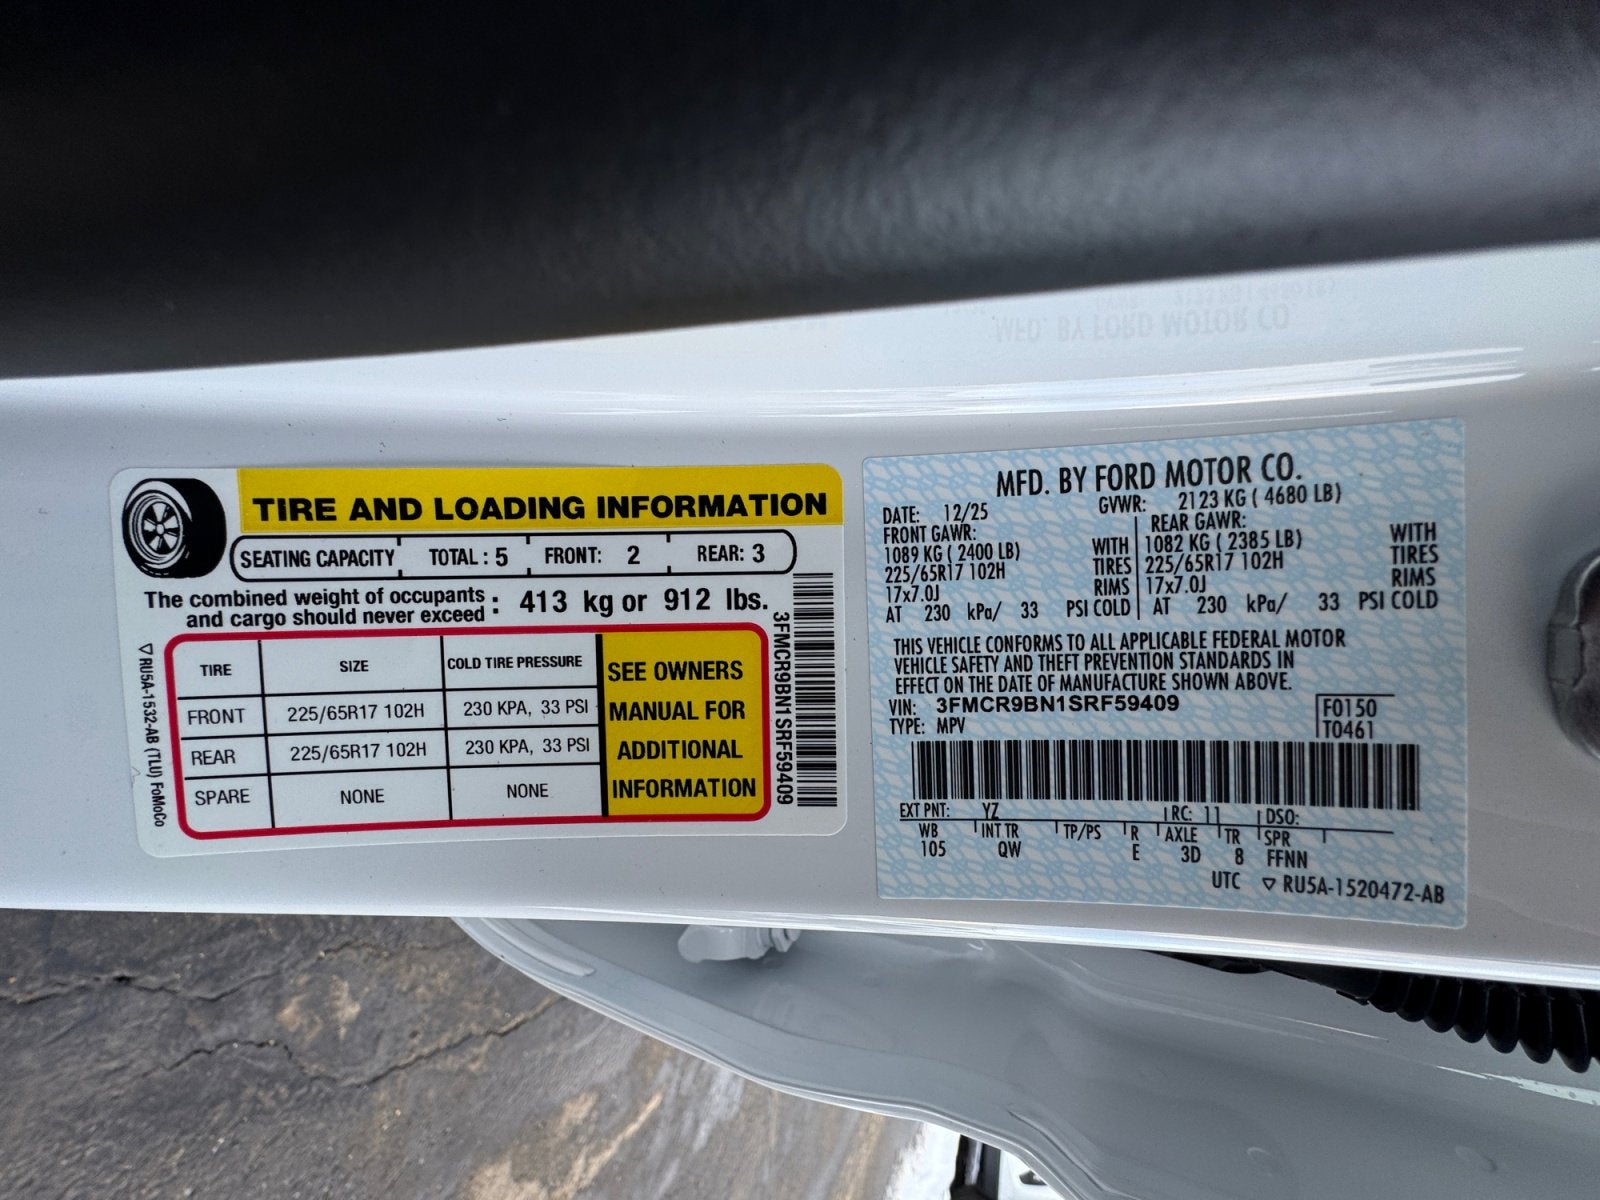 TIRE AND LOADING INFORMATION
SEATING CAPACITY TOTAL : 5 FRONT: 2 REAR: 3
The combined weight of occupants
and cargo should never exceed : 413 kg or 912 lbs.
TIRE SIZE COLD TIRE PRESSURE
FRONT 225/65R17 102H 230 KPA, 33 PSI
REAR 225/65R17 102H 230 KPA, 33 PSI
SPARE NONE NONE
SEE OWNERS
MANUAL FOR
ADDITIONAL
INFORMATION
3FMCR9BN1SRF59409
▽ RU5A-1532-AB (TLU) FoMoCo
MFD. BY FORD MOTOR CO.
DATE: 12/25 GVWR: 2123 KG ( 4680 LB)
FRONT GAWR: REAR GAWR:
1089 KG ( 2400 LB) WITH 1082 KG ( 2385 LB) WITH
225/65R17 102H TIRES 225/65R17 102H TIRES
17x7.0J RIMS 17x7.0J RIMS
AT 230 kPa/ 33 PSI COLD AT 230 kPa/ 33 PSI COLD
THIS VEHICLE CONFORMS TO ALL APPLICABLE FEDERAL MOTOR
VEHICLE SAFETY AND THEFT PREVENTION STANDARDS IN
EFFECT ON THE DATE OF MANUFACTURE SHOWN ABOVE.
VIN: 3FMCR9BN1SRF59409 F0150
TYPE: MPV T0461
EXT PNT: YZ RC: 11 DSO:
WB INT TR TP/PS R AXLE TR SPR
105 QW E 3D 8 FFNN
UTC ▽ RU5A-1520472-AB